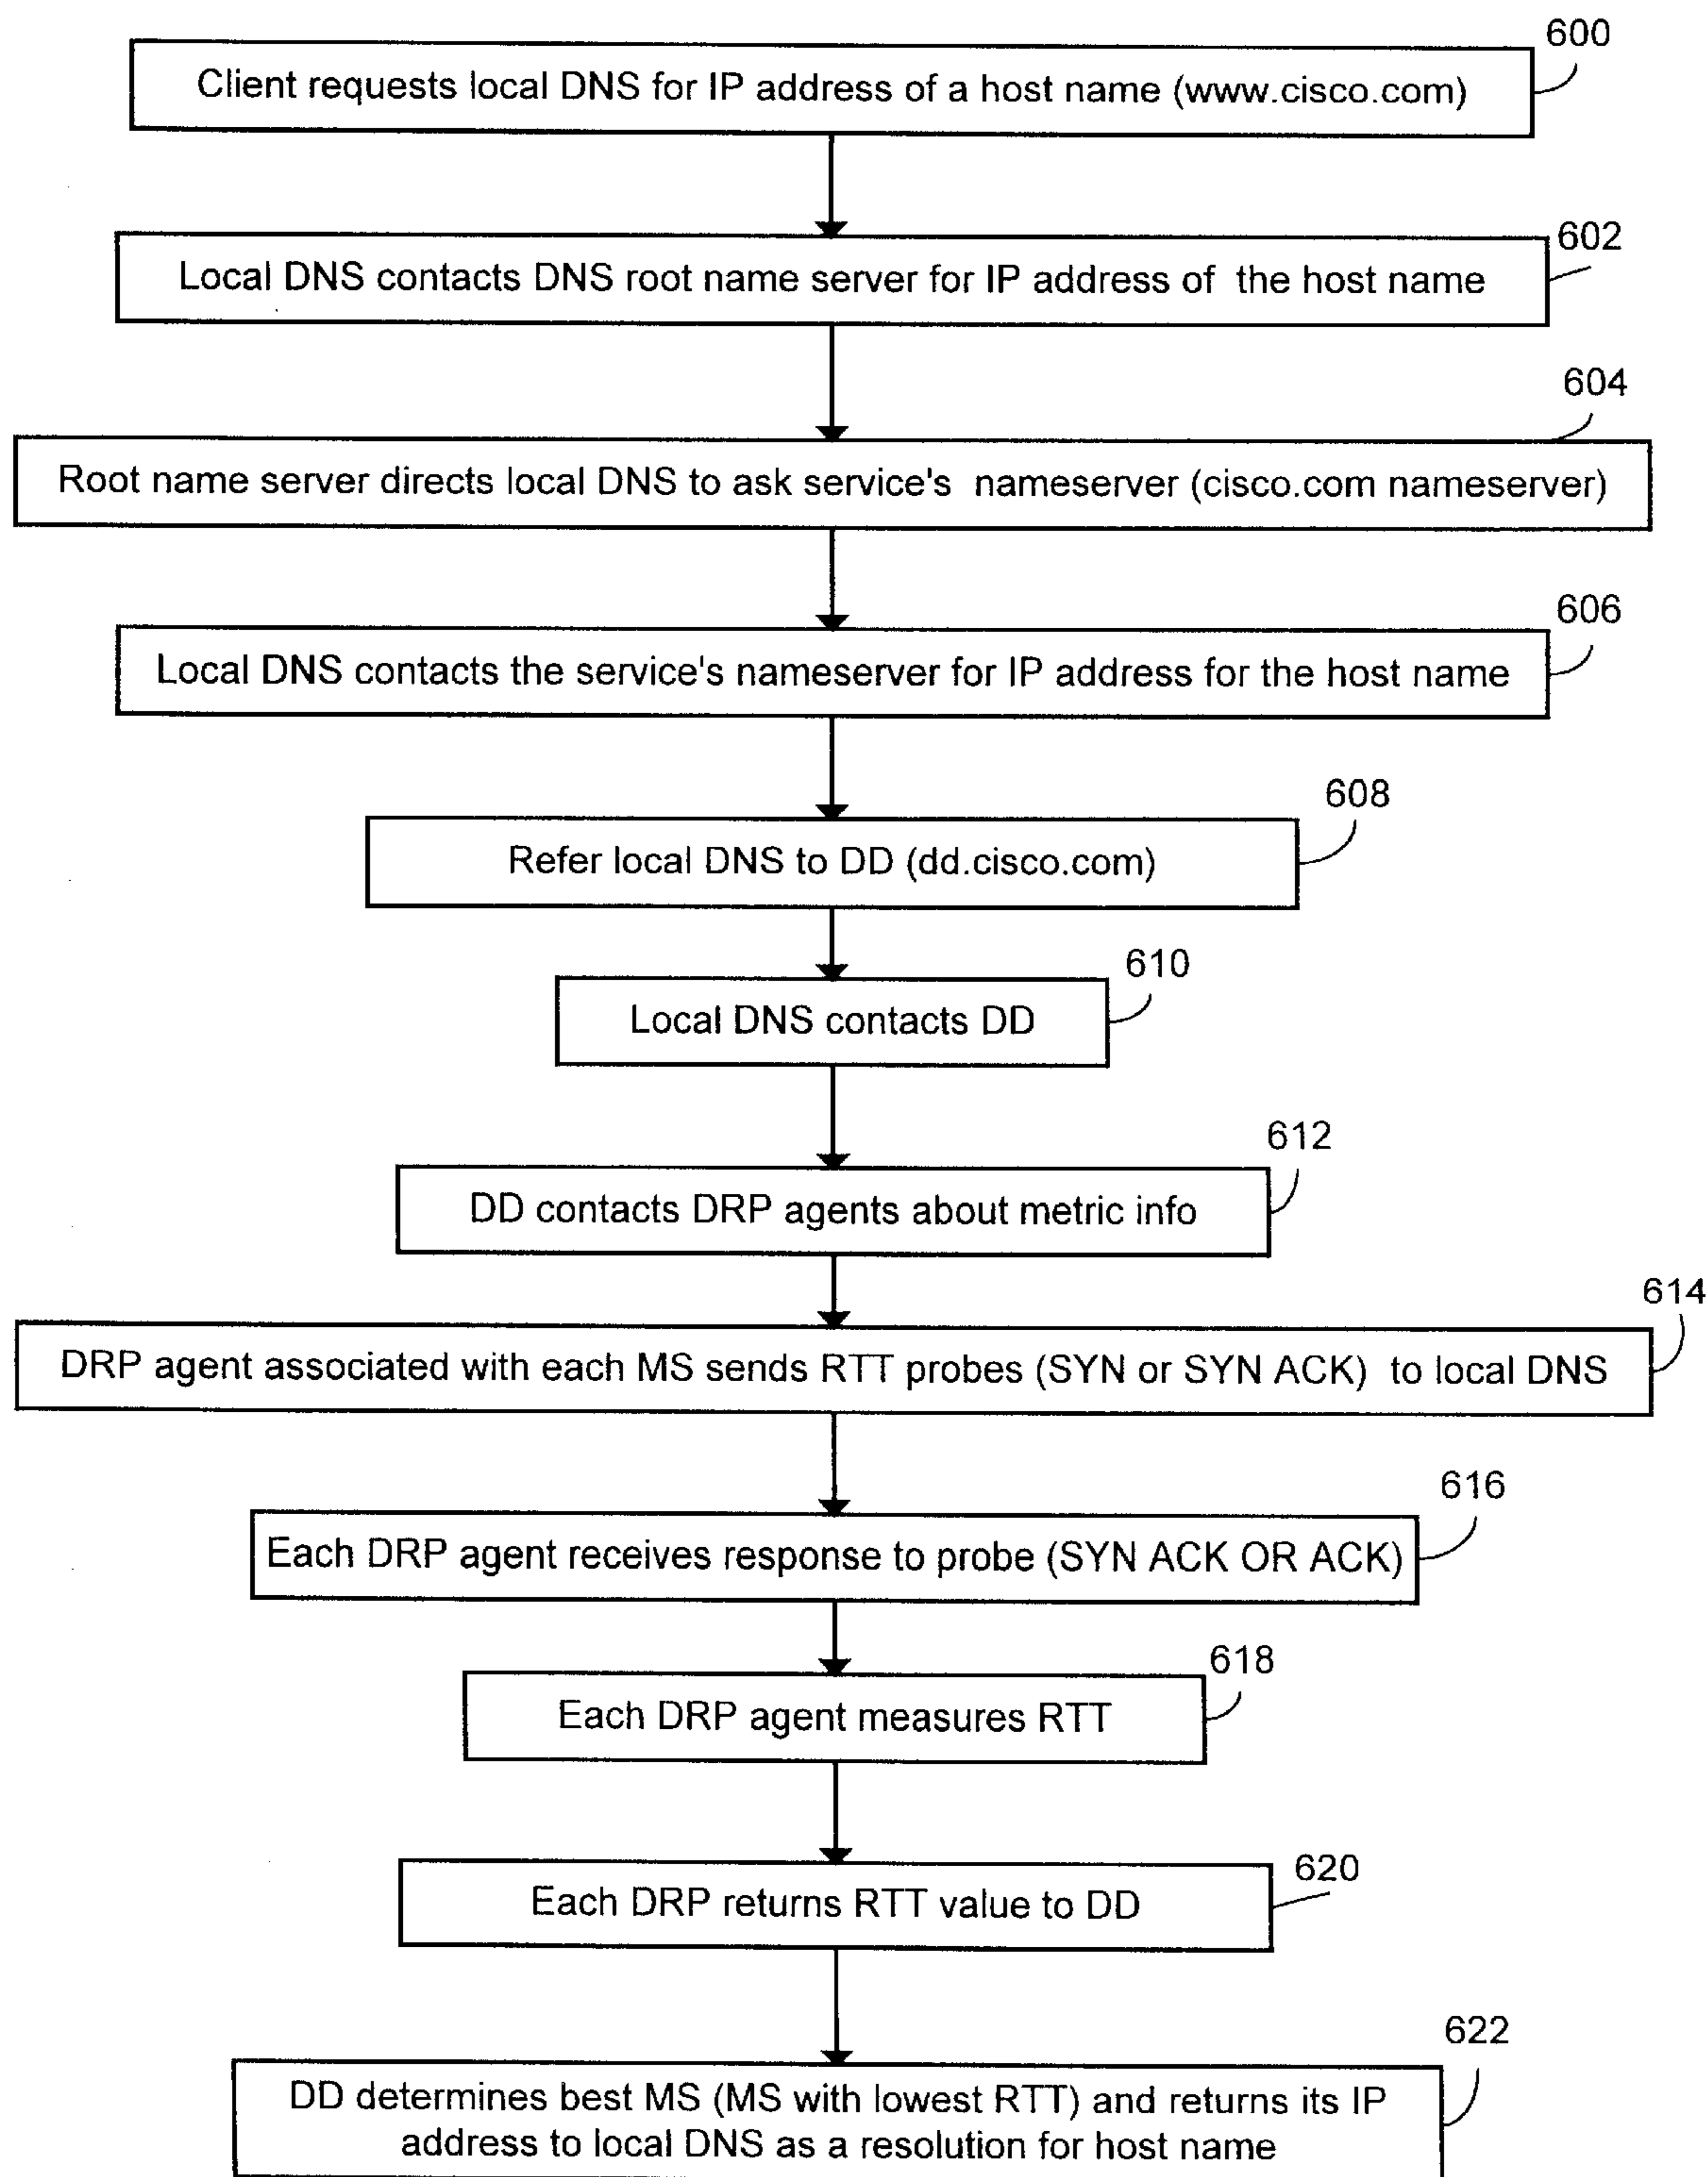 600
Client requests local DNS for IP address of a host name (www.cisco.com)
602
Local DNS contacts DNS root name server for IP address of the host name
604
Root name server directs local DNS to ask service's nameserver (cisco.com nameserver)
606
Local DNS contacts the service's nameserver for IP address for the host name
608
Refer local DNS to DD (dd.cisco.com)
610
Local DNS contacts DD
612
DD contacts DRP agents about metric info
614
DRP agent associated with each MS sends RTT probes (SYN or SYN ACK) to local DNS
616
Each DRP agent receives response to probe (SYN ACK OR ACK)
618
Each DRP agent measures RTT
620
Each DRP returns RTT value to DD
622
DD determines best MS (MS with lowest RTT) and returns its IP
address to local DNS as a resolution for host name